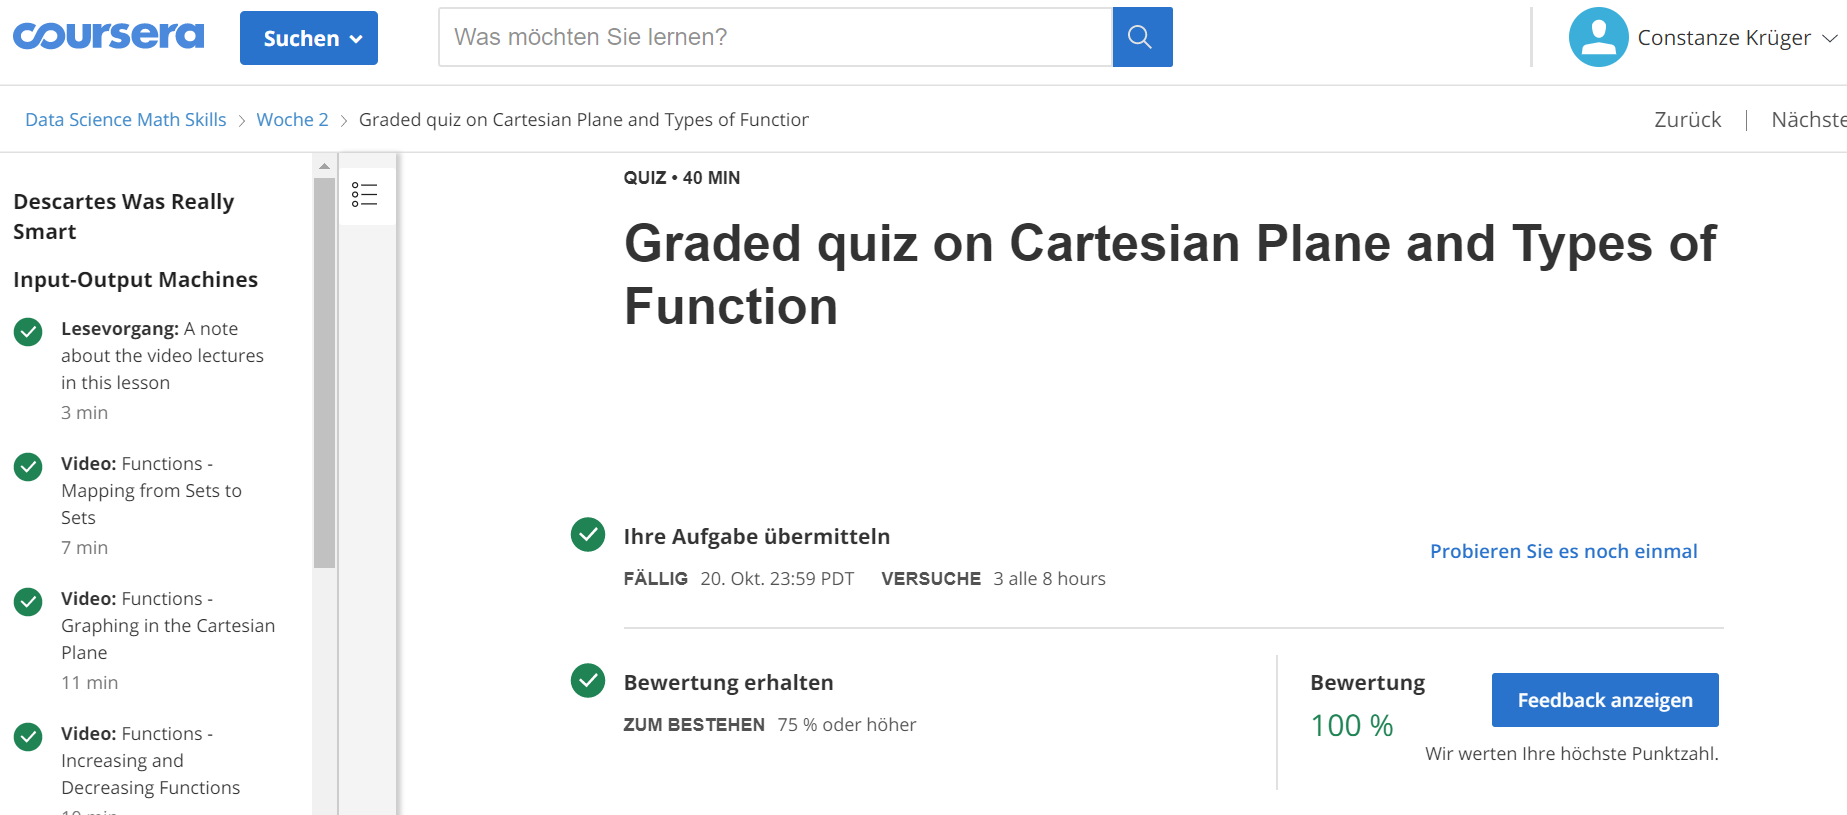 coursera
Suchen
Was möchten Sie lernen?
Constanze Krüger
Data Science Math Skills > Woche 2 > Graded quiz on Cartesian Plane and Types of Function
Zurück | Nächste
Descartes Was Really
Smart
Input-Output Machines
Lesevorgang: A note
about the video lectures
in this lesson
3 min
Video: Functions -
Mapping from Sets to
Sets
7 min
Video: Functions -
Graphing in the Cartesian
Plane
11 min
Video: Functions -
Increasing and
Decreasing Functions
QUIZ • 40 MIN
Graded quiz on Cartesian Plane and Types of
Function
Ihre Aufgabe übermitteln
FÄLLIG 20. Okt. 23:59 PDT VERSUCHE 3 alle 8 hours
Probieren Sie es noch einmal
Bewertung erhalten
ZUM BESTEHEN 75 % oder höher
Bewertung
100 %
Feedback anzeigen
Wir werten Ihre höchste Punktzahl.